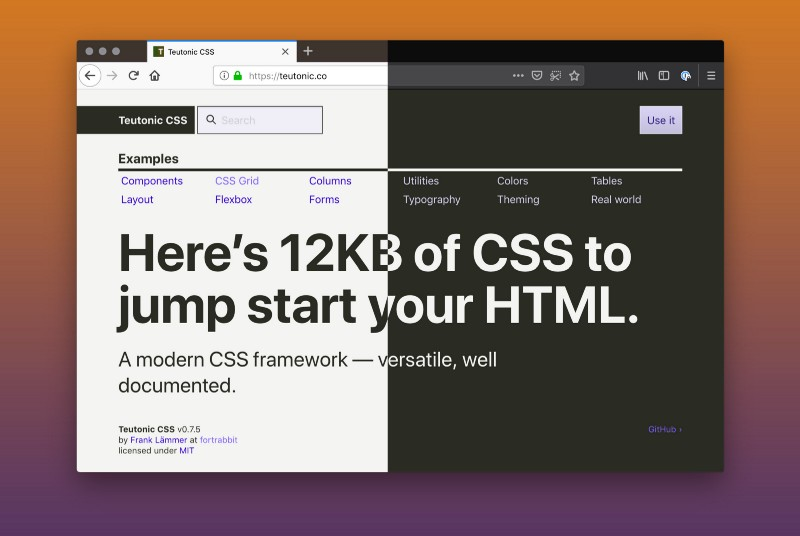 T Teutonic CSS
https://teutonic.co
Teutonic CSS Search Use it
Examples
Components CSS Grid Columns Utilities Colors Tables
Layout Flexbox Forms Typography Theming Real world
Here’s 12KB of CSS to
jump start your HTML.
A modern CSS framework — versatile, well
documented.
Teutonic CSS v0.7.5 GitHub ›
by Frank Lämmer at fortrabbit
licensed under MIT